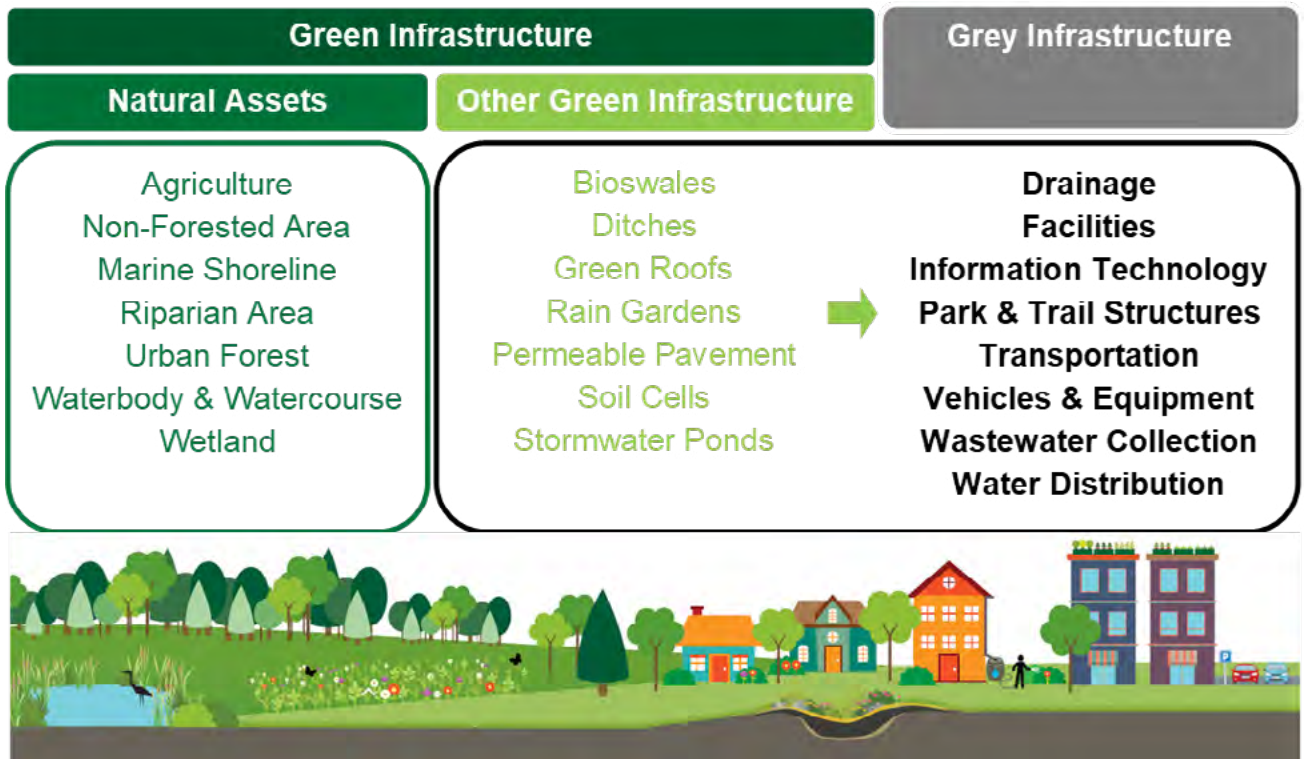 Green Infrastructure
Grey Infrastructure
Natural Assets
Other Green Infrastructure
Agriculture
Non-Forested Area
Marine Shoreline
Riparian Area
Urban Forest
Waterbody & Watercourse
Wetland
Bioswales
Ditches
Green Roofs
Rain Gardens
Permeable Pavement
Soil Cells
Stormwater Ponds
Drainage
Facilities
Information Technology
Park & Trail Structures
Transportation
Vehicles & Equipment
Wastewater Collection
Water Distribution
P